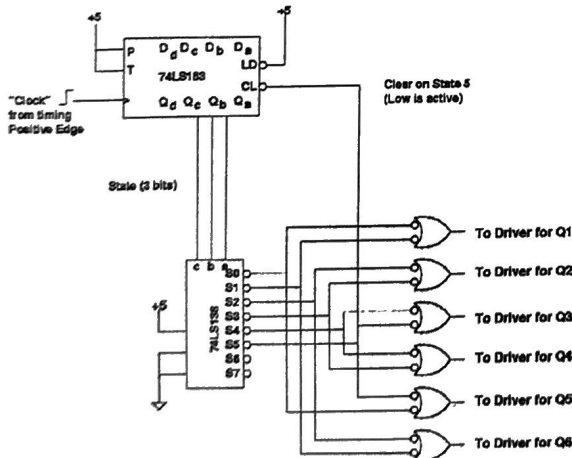 +5
+5
P
T
Dd Dc Db Da
LD
74LS163
CL
Qd Qc Qb Qa
"Clock"
from timing
Positive Edge
Clear on State 5
(Low is active)
State (3 bits)
c b a
+5
74LS138
S0
S1
S2
S3
S4
S5
S6
S7
To Driver for Q1
To Driver for Q2
To Driver for Q3
To Driver for Q4
To Driver for Q5
To Driver for Q6